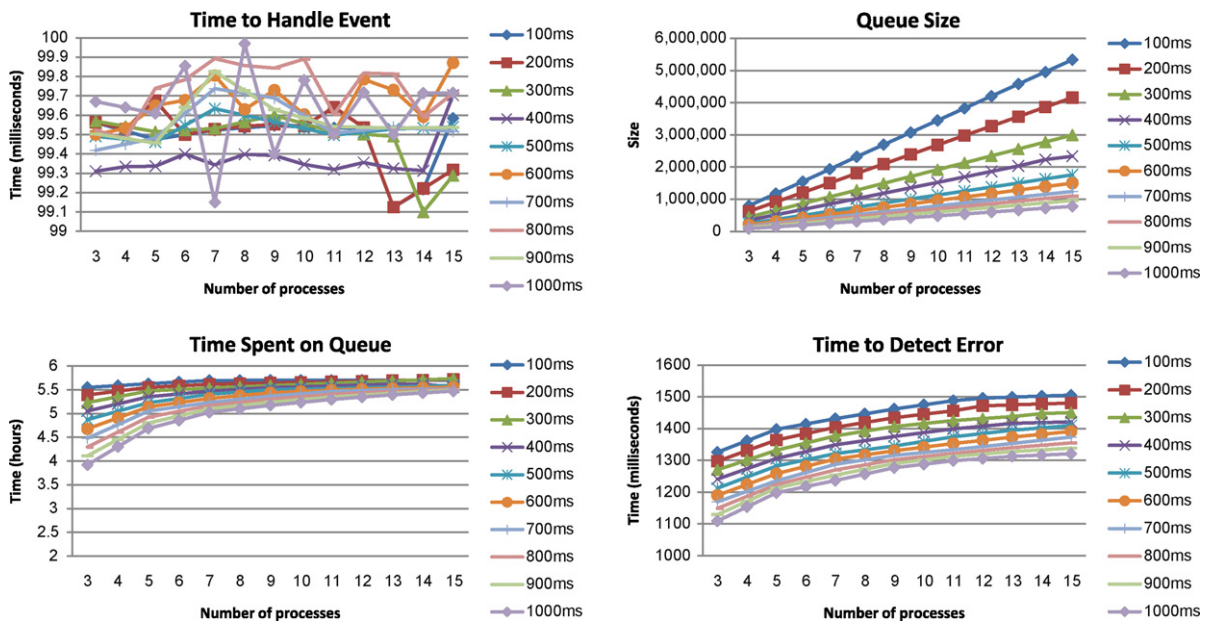 Time to Handle Event
Time (milliseconds)
100
99.9
99.8
99.7
99.6
99.5
99.4
99.3
99.2
99.1
99
3 4 5 6 7 8 9 10 11 12 13 14 15
Number of processes
100ms
200ms
300ms
400ms
500ms
600ms
700ms
800ms
900ms
1000ms
Queue Size
Size
6,000,000
5,000,000
4,000,000
3,000,000
2,000,000
1,000,000
0
3 4 5 6 7 8 9 10 11 12 13 14 15
Number of processes
100ms
200ms
300ms
400ms
500ms
600ms
700ms
800ms
900ms
1000ms
Time Spent on Queue
Time (hours)
6
5.5
5
4.5
4
3.5
3
2.5
2
3 4 5 6 7 8 9 10 11 12 13 14 15
Number of processes
100ms
200ms
300ms
400ms
500ms
600ms
700ms
800ms
900ms
1000ms
Time to Detect Error
Time (milliseconds)
1600
1500
1400
1300
1200
1100
1000
3 4 5 6 7 8 9 10 11 12 13 14 15
Number of processes
100ms
200ms
300ms
400ms
500ms
600ms
700ms
800ms
900ms
1000ms